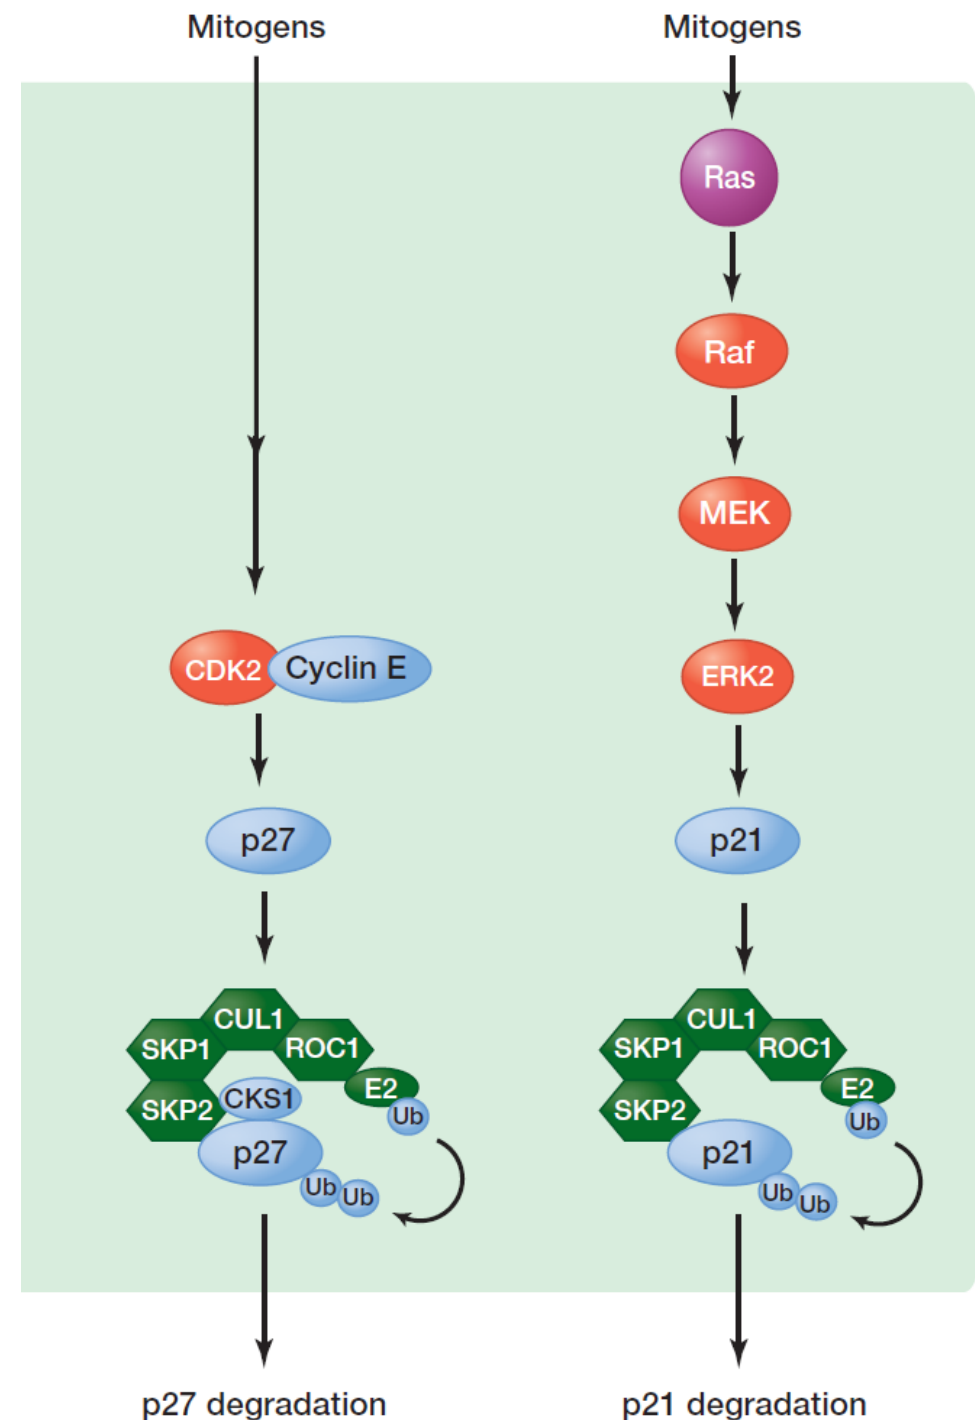 Mitogens
CDK2 Cyclin E
p27
CUL1
SKP1 ROC1
SKP2 CKS1 E2
Ub
p27
Ub Ub
p27 degradation
Mitogens
Ras
Raf
MEK
ERK2
p21
CUL1
SKP1 ROC1
SKP2 E2
Ub
p21
Ub Ub
p21 degradation